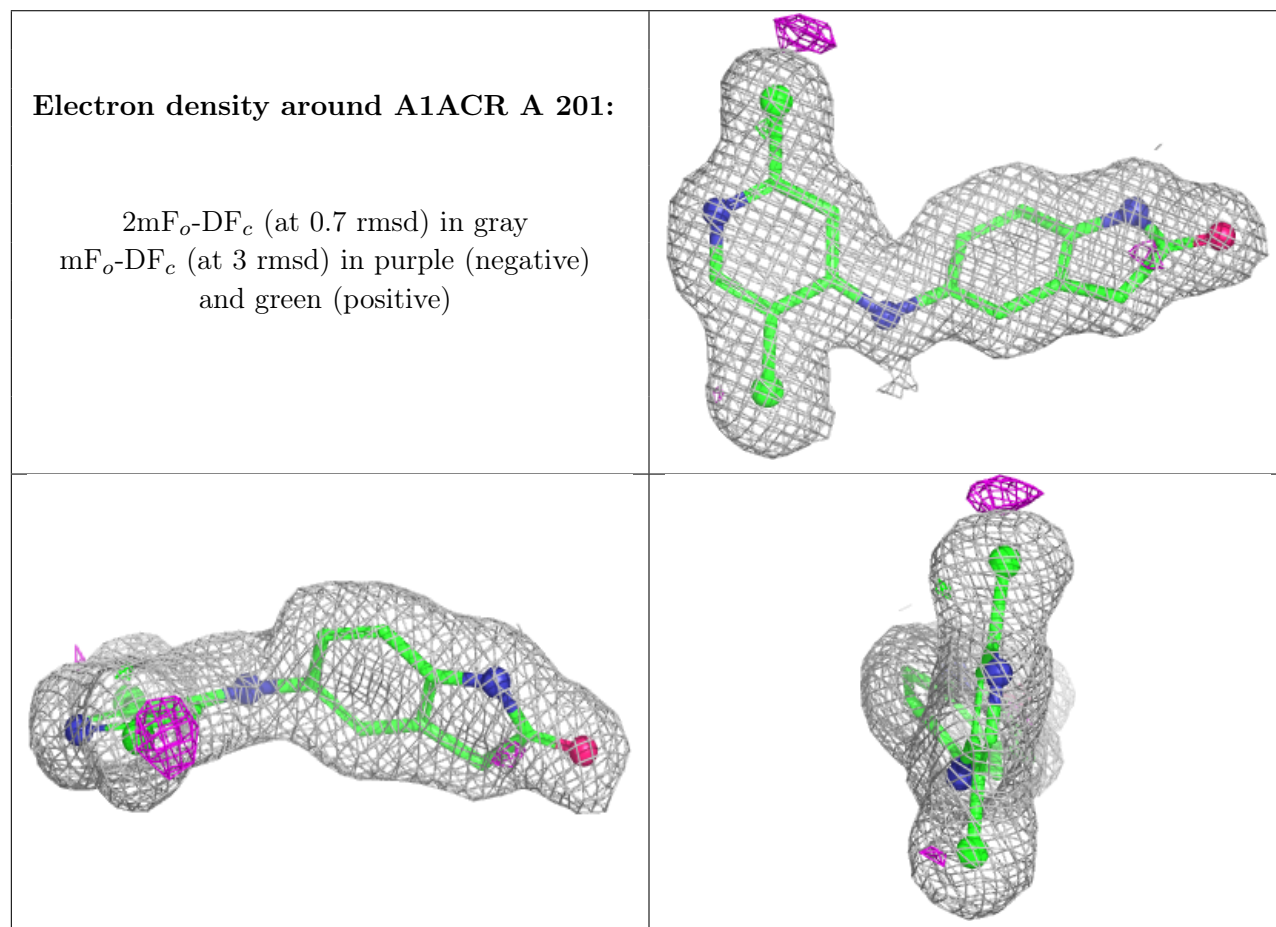 Electron density around A1ACR A 201:
2mFo-DFc (at 0.7 rmsd) in gray
mFo-DFc (at 3 rmsd) in purple (negative)
and green (positive)